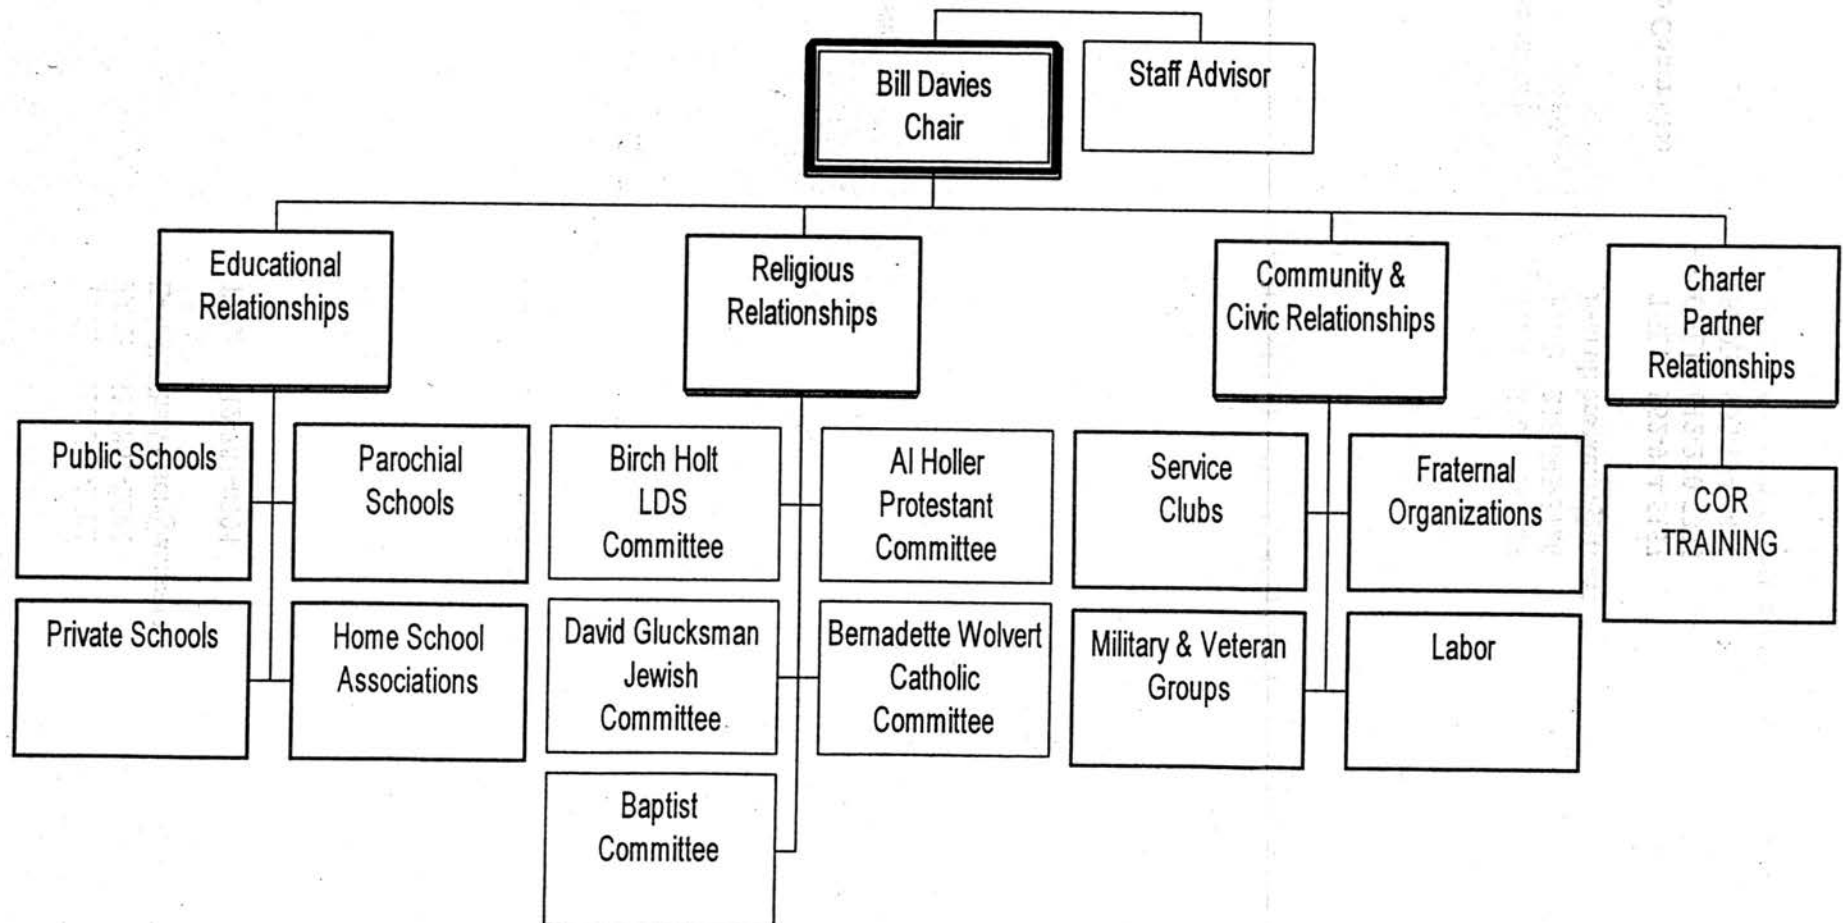 Bill Davies
Chair
Staff Advisor
Educational
Relationships
Religious
Relationships
Community &
Civic Relationships
Charter
Partner
Relationships
Public Schools
Parochial
Schools
Private Schools
Home School
Associations
Birch Holt
LDS
Committee
Al Holler
Protestant
Committee
David Glucksman
Jewish
Committee
Bernadette Wolvert
Catholic
Committee
Baptist
Committee
Service
Clubs
Fraternal
Organizations
Military & Veteran
Groups
Labor
COR
TRAINING